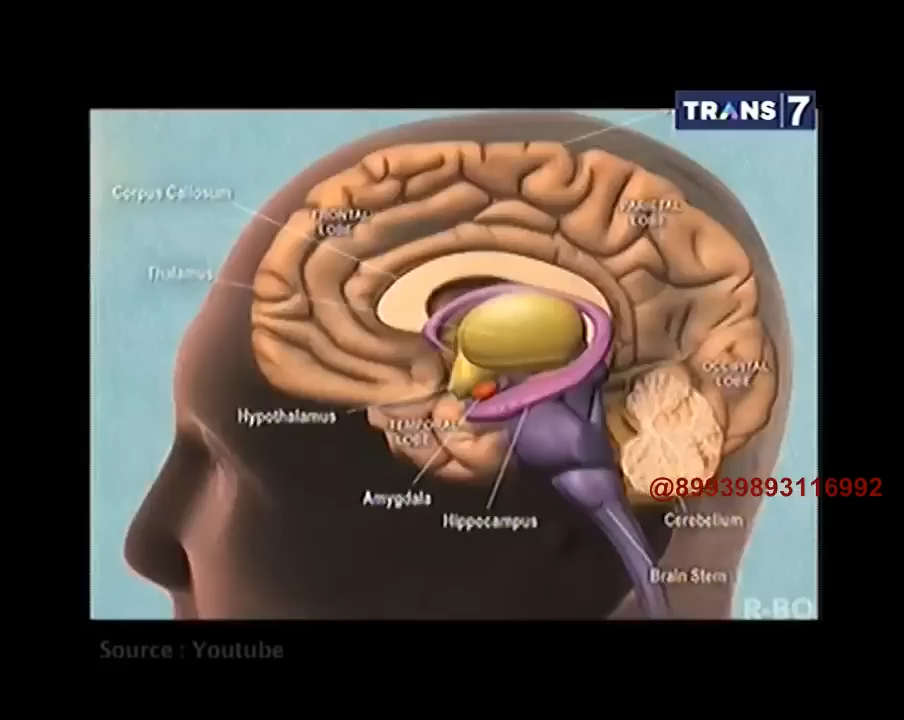 TRANS 7
Corpus Callosum
FRONTAL
LOBE
PARIETAL
LOBE
Thalamus
OCCIPITAL
LOBE
Hypothalamus
TEMPORAL
LOBE
Amygdala
Hippocampus
@89939893116992
Cerebellum
Brain Stem
R-BO
Source : Youtube